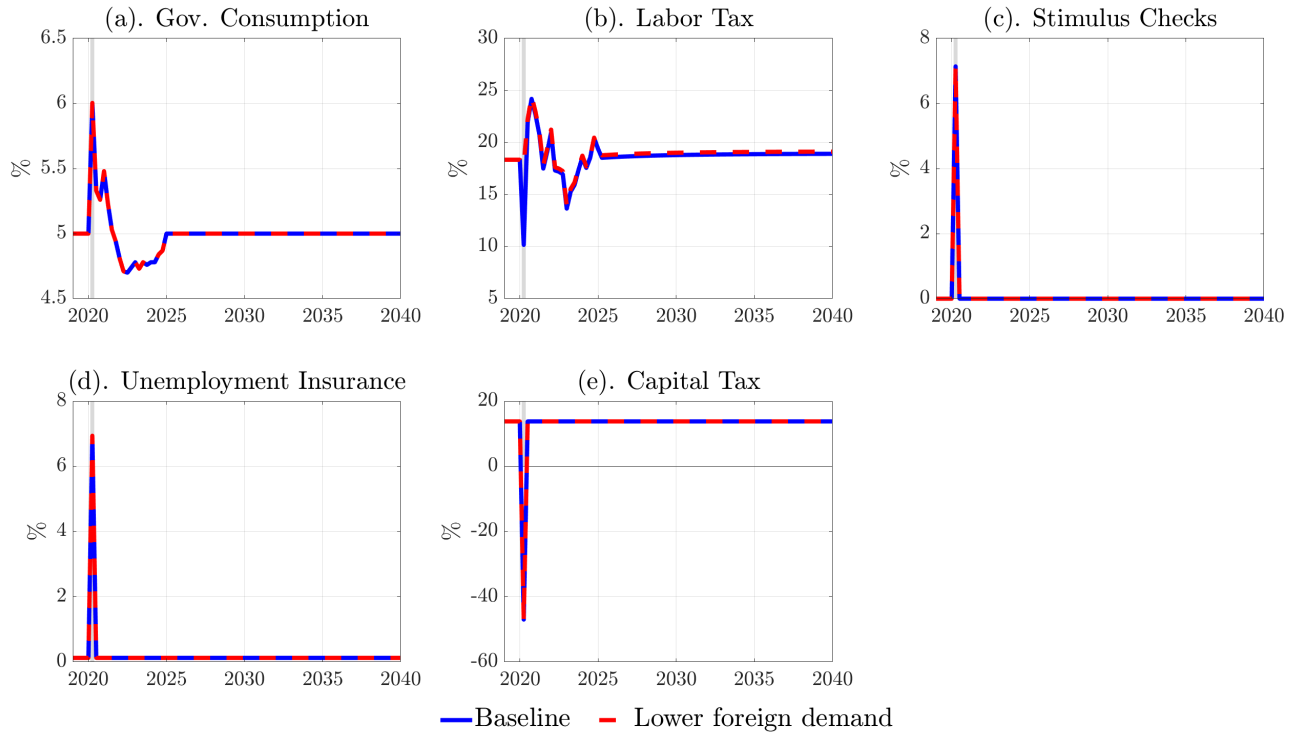 (a). Gov. Consumption
6.5
6
5.5
5
4.5
%
2020 2025 2030 2035 2040
(b). Labor Tax
30
25
20
15
10
5
%
2020 2025 2030 2035 2040
(c). Stimulus Checks
8
6
4
2
0
%
2020 2025 2030 2035 2040
(d). Unemployment Insurance
8
6
4
2
0
%
2020 2025 2030 2035 2040
(e). Capital Tax
20
0
-20
-40
-60
%
2020 2025 2030 2035 2040
Baseline Lower foreign demand